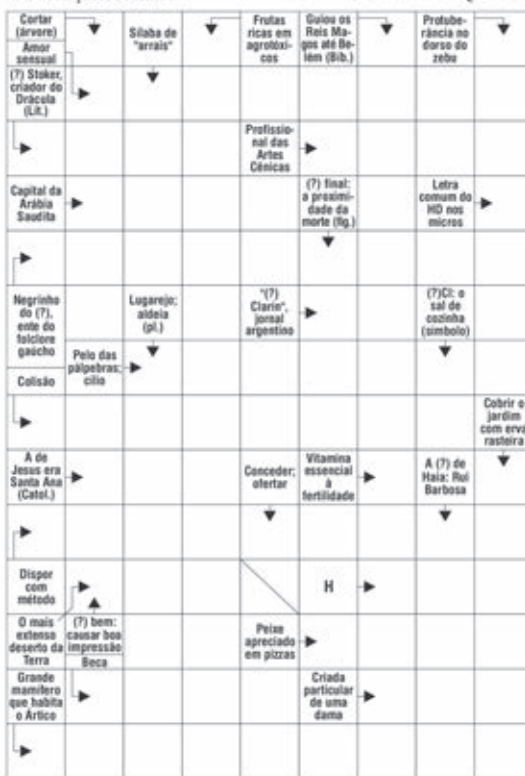 Cortar
(árvore)
Amor
sensual
Sílaba de
"arrais"
Frutas
ricas em
agrotóxi-
cos
Guiou os
Reis Ma-
gos até Be-
lém (Bib.)
Protube-
rância no
dorso do
zebu
(?) Stoker,
criador do
Drácula
(Lit.)
Profissio-
nal das
Artes
Cênicas
Capital da
Arábia
Saudita
(?) final:
a proximi-
dade da
morte (fig.)
Letra
comum do
HD nos
micros
Negrinho
do (?),
ente do
folclore
gaúcho
Colisão
Lugarejo;
aldeia
(pl.)
"(?)
Clarín",
jornal
argentino
(?)Cl: o
sal de
cozinha
(símbolo)
Pelo das
pálpebras;
cílio
Cobrir o
jardim
com erva
rasteira
A de
Jesus era
Santa Ana
(Catol.)
Conceder;
ofertar
Vitamina
essencial
à
fertilidade
A (?) de
Haia: Rui
Barbosa
Dispor
com
método
H
O mais
extenso
deserto da
Terra
(?) bem:
causar boa
impressão
Beca
Peixe
apreciado
em pizzas
Grande
mamífero
que habita
o Ártico
Criada
particular
de uma
dama